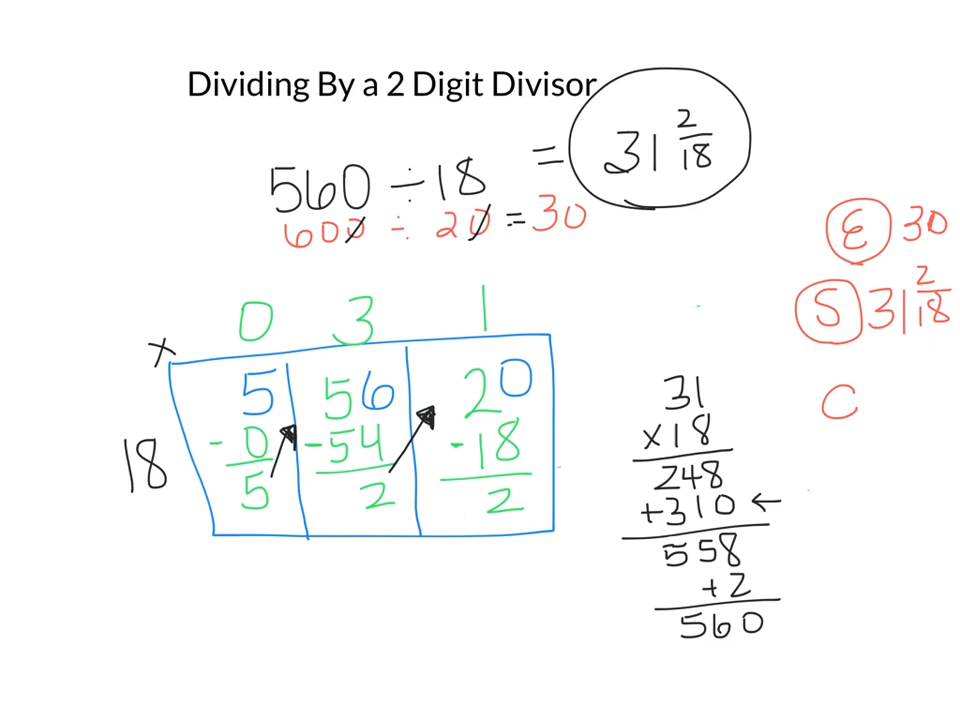 Dividing By a 2 Digit Divisor
560 ÷ 18 = 31 2/18
600 ÷ 20 = 30
E 30
S 31 2/18
C
0 3 1
x
5 56 20
18
- 0 -54 -18
5 2 2
31
x18
248
+310 ←
558
+2
560